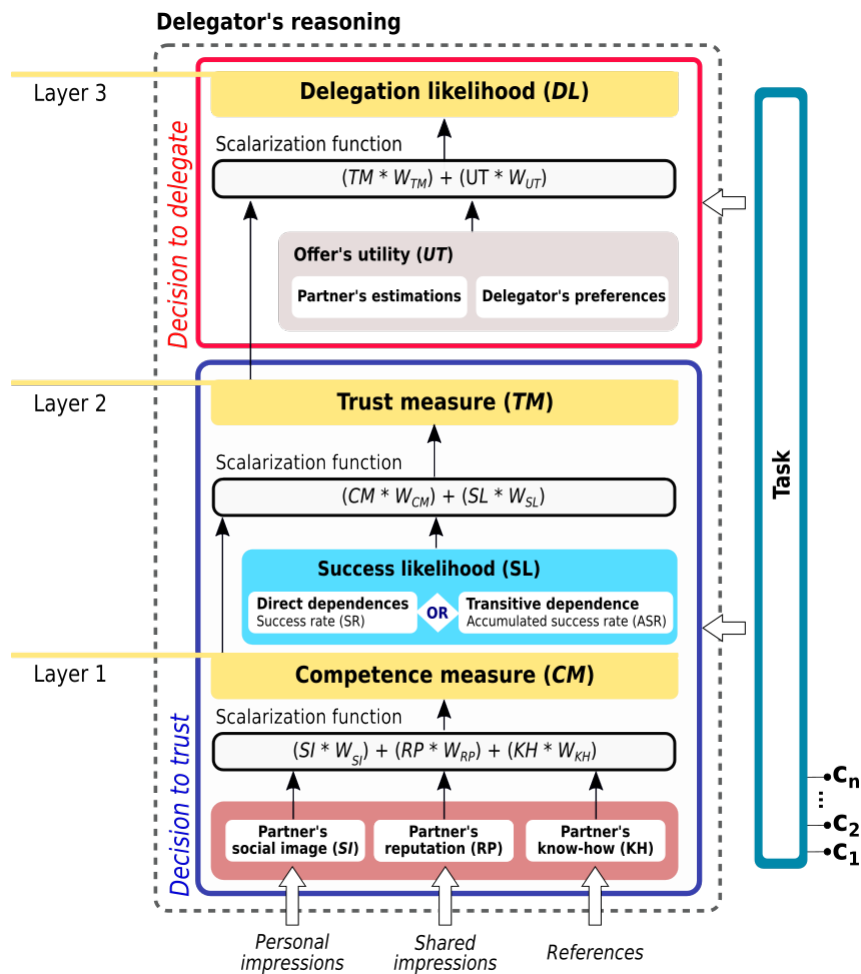 Delegator's reasoning
Layer 3
Decision to delegate
Delegation likelihood (DL)
Scalarization function
(TM * W_TM) + (UT * W_UT)
Offer's utility (UT)
Partner's estimations
Delegator's preferences
Layer 2
Decision to trust
Trust measure (TM)
Scalarization function
(CM * W_CM) + (SL * W_SL)
Success likelihood (SL)
Direct dependences
Success rate (SR)
OR
Transitive dependence
Accumulated success rate (ASR)
Layer 1
Competence measure (CM)
Scalarization function
(SI * W_SI) + (RP * W_RP) + (KH * W_KH)
Partner's
social image (SI)
Partner's
reputation (RP)
Partner's
know-how (KH)
Personal
impressions
Shared
impressions
References
Task
C_n
...
C_2
C_1